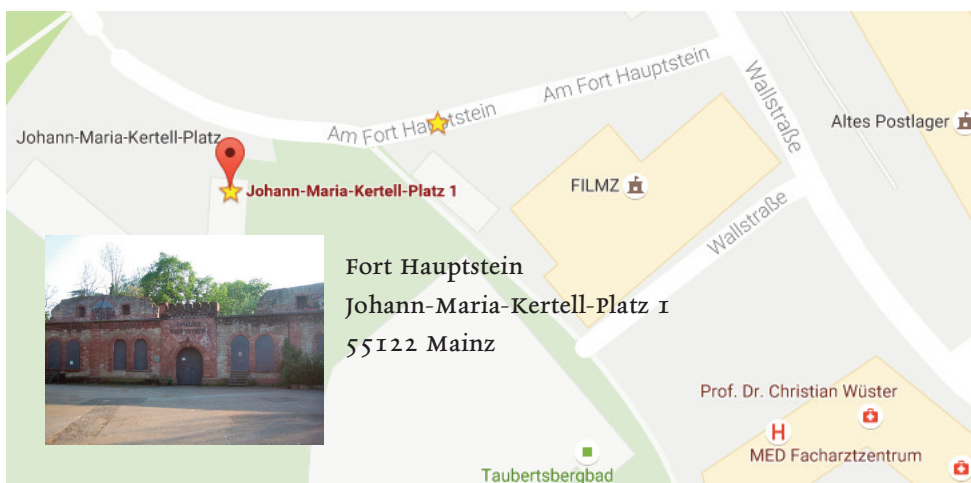 Am Fort Hauptstein
Wallstraße
Altes Postlager
Johann-Maria-Kertell-Platz
Am Fort Hauptstein
Johann-Maria-Kertell-Platz 1
FILMZ
Wallstraße
Fort Hauptstein
Johann-Maria-Kertell-Platz 1
55122 Mainz
Prof. Dr. Christian Wüster
H
MED Facharztzentrum
Taubertsbergbad